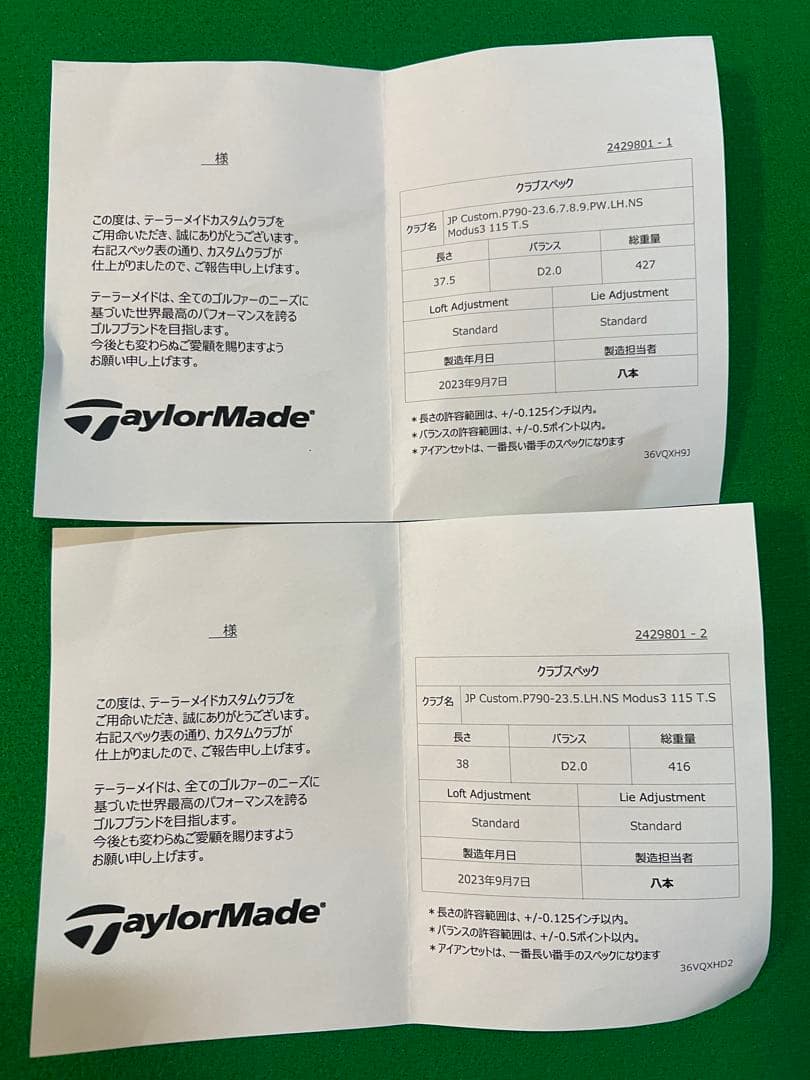 様
この度は、テーラーメイドカスタムクラブを
ご用命いただき、誠にありがとうございます。
右記スペック表の通り、カスタムクラブが
仕上がりましたので、ご報告申し上げます。
テーラーメイドは、全てのゴルファーのニーズに
基づいた世界最高のパフォーマンスを誇る
ゴルフブランドを目指します。
今後とも変わらぬご愛顧を賜りますよう
お願い申し上げます。
TaylorMade
2429801 - 1
クラブスペック
クラブ名 JP Custom.P790-23.6.7.8.9.PW.LH.NS
Modus3 115 T.S
長さ バランス 総重量
37.5 D2.0 427
Loft Adjustment Lie Adjustment
Standard Standard
製造年月日 製造担当者
2023年9月7日 八本
*長さの許容範囲は、+/-0.125インチ以内。
*バランスの許容範囲は、+/-0.5ポイント以内。
*アイアンセットは、一番長い番手のスペックになります
36VQXH9J
様
この度は、テーラーメイドカスタムクラブを
ご用命いただき、誠にありがとうございます。
右記スペック表の通り、カスタムクラブが
仕上がりましたので、ご報告申し上げます。
テーラーメイドは、全てのゴルファーのニーズに
基づいた世界最高のパフォーマンスを誇る
ゴルフブランドを目指します。
今後とも変わらぬご愛顧を賜りますよう
お願い申し上げます。
TaylorMade
2429801 - 2
クラブスペック
クラブ名 JP Custom.P790-23.5.LH.NS Modus3 115 T.S
長さ バランス 総重量
38 D2.0 416
Loft Adjustment Lie Adjustment
Standard Standard
製造年月日 製造担当者
2023年9月7日 八本
*長さの許容範囲は、+/-0.125インチ以内。
*バランスの許容範囲は、+/-0.5ポイント以内。
*アイアンセットは、一番長い番手のスペックになります
36VQXHD2